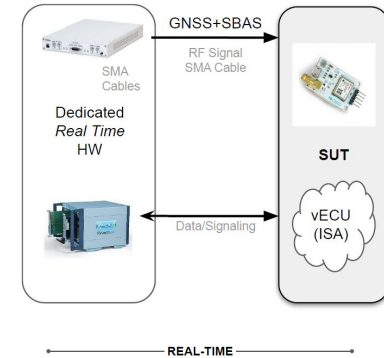 GNSS+SBAS
RF Signal
SMA Cable
SMA
Cables
Dedicated
Real Time
HW
SUT
Data/Signaling
vECU
(ISA)
REAL-TIME